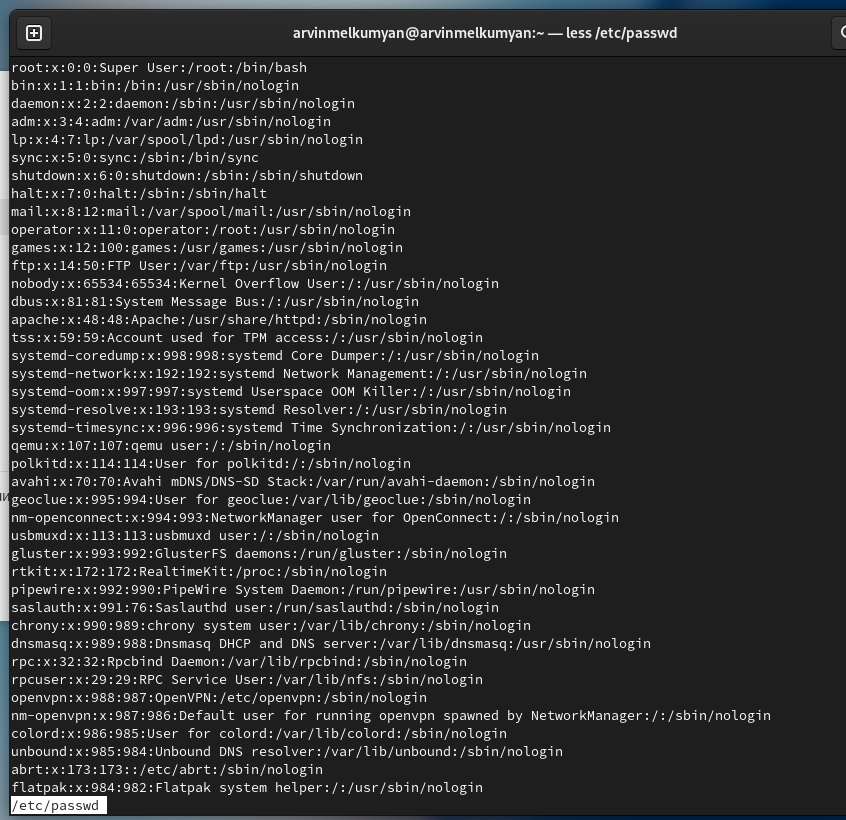 arvinmelkumyan@arvinmelkumyan:~ — less /etc/passwd
root:x:0:0:Super User:/root:/bin/bash
bin:x:1:1:bin:/bin:/usr/sbin/nologin
daemon:x:2:2:daemon:/sbin:/usr/sbin/nologin
adm:x:3:4:adm:/var/adm:/usr/sbin/nologin
lp:x:4:7:lp:/var/spool/lpd:/usr/sbin/nologin
sync:x:5:0:sync:/sbin:/bin/sync
shutdown:x:6:0:shutdown:/sbin:/sbin/shutdown
halt:x:7:0:halt:/sbin:/sbin/halt
mail:x:8:12:mail:/var/spool/mail:/usr/sbin/nologin
operator:x:11:0:operator:/root:/usr/sbin/nologin
games:x:12:100:games:/usr/games:/usr/sbin/nologin
ftp:x:14:50:FTP User:/var/ftp:/usr/sbin/nologin
nobody:x:65534:65534:Kernel Overflow User:/:/usr/sbin/nologin
dbus:x:81:81:System Message Bus:/:/usr/sbin/nologin
apache:x:48:48:Apache:/usr/share/httpd:/sbin/nologin
tss:x:59:59:Account used for TPM access:/:/usr/sbin/nologin
systemd-coredump:x:998:998:systemd Core Dumper:/:/usr/sbin/nologin
systemd-network:x:192:192:systemd Network Management:/:/usr/sbin/nologin
systemd-oom:x:997:997:systemd Userspace OOM Killer:/:/usr/sbin/nologin
systemd-resolve:x:193:193:systemd Resolver:/:/usr/sbin/nologin
systemd-timesync:x:996:996:systemd Time Synchronization:/:/usr/sbin/nologin
qemu:x:107:107:qemu user:/:/sbin/nologin
polkitd:x:114:114:User for polkitd:/:/sbin/nologin
avahi:x:70:70:Avahi mDNS/DNS-SD Stack:/var/run/avahi-daemon:/sbin/nologin
geoclue:x:995:994:User for geoclue:/var/lib/geoclue:/sbin/nologin
nm-openconnect:x:994:993:NetworkManager user for OpenConnect:/:/sbin/nologin
usbmuxd:x:113:113:usbmuxd user:/:/sbin/nologin
gluster:x:993:992:GlusterFS daemons:/run/gluster:/sbin/nologin
rtkit:x:172:172:RealtimeKit:/proc:/sbin/nologin
pipewire:x:992:990:PipeWire System Daemon:/run/pipewire:/usr/sbin/nologin
saslauth:x:991:76:Saslauthd user:/run/saslauthd:/sbin/nologin
chrony:x:990:989:chrony system user:/var/lib/chrony:/sbin/nologin
dnsmasq:x:989:988:Dnsmasq DHCP and DNS server:/var/lib/dnsmasq:/usr/sbin/nologin
rpc:x:32:32:Rpcbind Daemon:/var/lib/rpcbind:/sbin/nologin
rpcuser:x:29:29:RPC Service User:/var/lib/nfs:/sbin/nologin
openvpn:x:988:987:OpenVPN:/etc/openvpn:/sbin/nologin
nm-openvpn:x:987:986:Default user for running openvpn spawned by NetworkManager:/:/sbin/nologin
colord:x:986:985:User for colord:/var/lib/colord:/sbin/nologin
unbound:x:985:984:Unbound DNS resolver:/var/lib/unbound:/sbin/nologin
abrt:x:173:173::/etc/abrt:/sbin/nologin
flatpak:x:984:982:Flatpak system helper:/:/usr/sbin/nologin
/etc/passwd